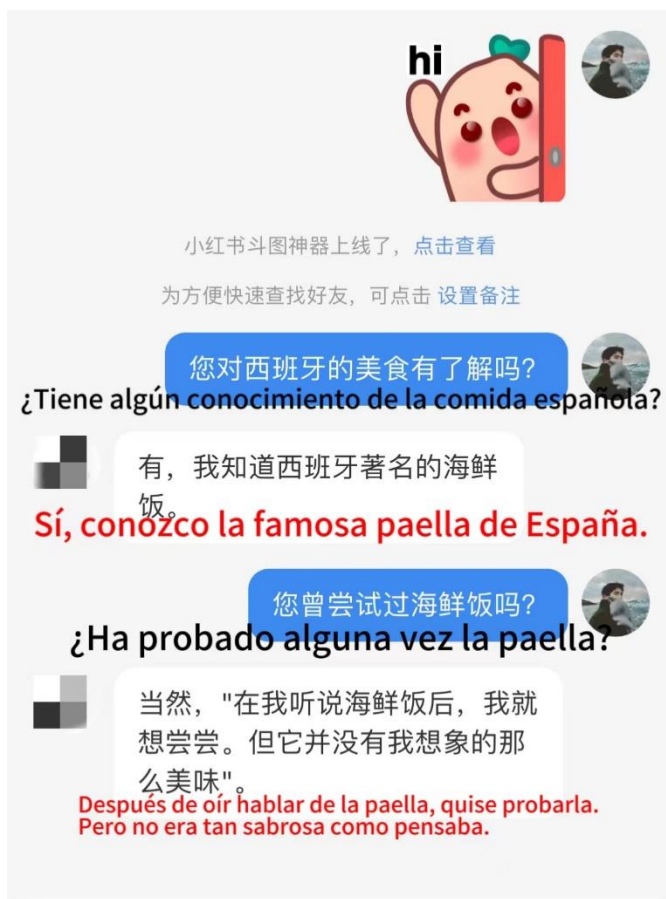 hi
小红书斗图神器上线了，点击查看
为方便快速查找好友，可点击 设置备注
您对西班牙的美食有了解吗?
¿Tiene algún conocimiento de la comida española?
有，我知道西班牙著名的海鲜
饭。
Sí, conozco la famosa paella de España.
您曾尝试过海鲜饭吗?
¿Ha probado alguna vez la paella?
当然，"在我听说海鲜饭后，我就
想尝尝。但它并没有我想象的那
么美味"。
Después de oír hablar de la paella, quise probarla.
Pero no era tan sabrosa como pensaba.